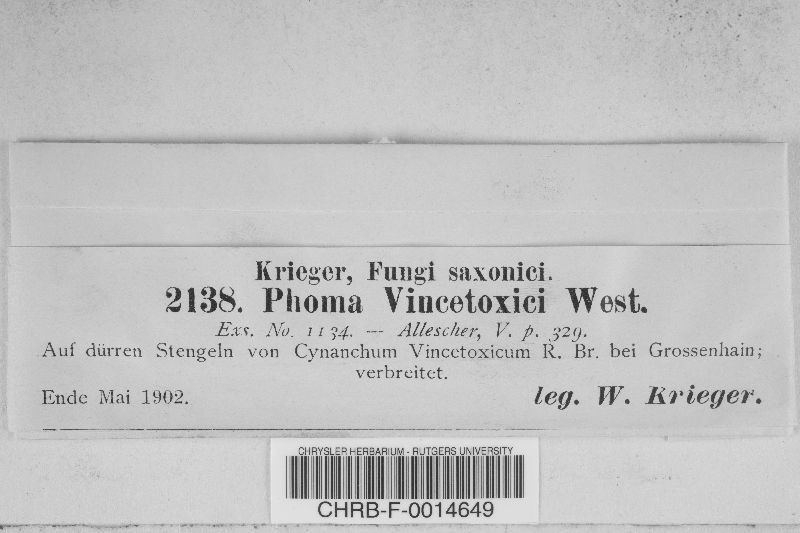 Krieger, Fungi saxonici.
2138. Phoma Vincetoxici West.
Exs. No. 1134. — Allescher, V. p. 329.
Auf dürren Stengeln von Cynanchum Vincetoxicum R. Br. bei Grossenhain;
verbreitet.
Ende Mai 1902.
leg. W. Krieger.
CHRYSLER HERBARIUM - RUTGERS UNIVERSITY
CHRB-F-0014649